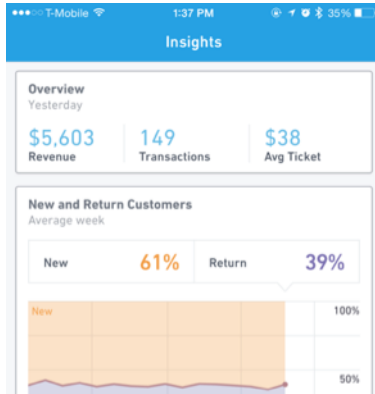 T-Mobile 1:37 PM 35%
Insights
Overview
Yesterday
$5,603 149 $38
Revenue Transactions Avg Ticket
New and Return Customers
Average week
New 61% Return 39%
New 100%
50%